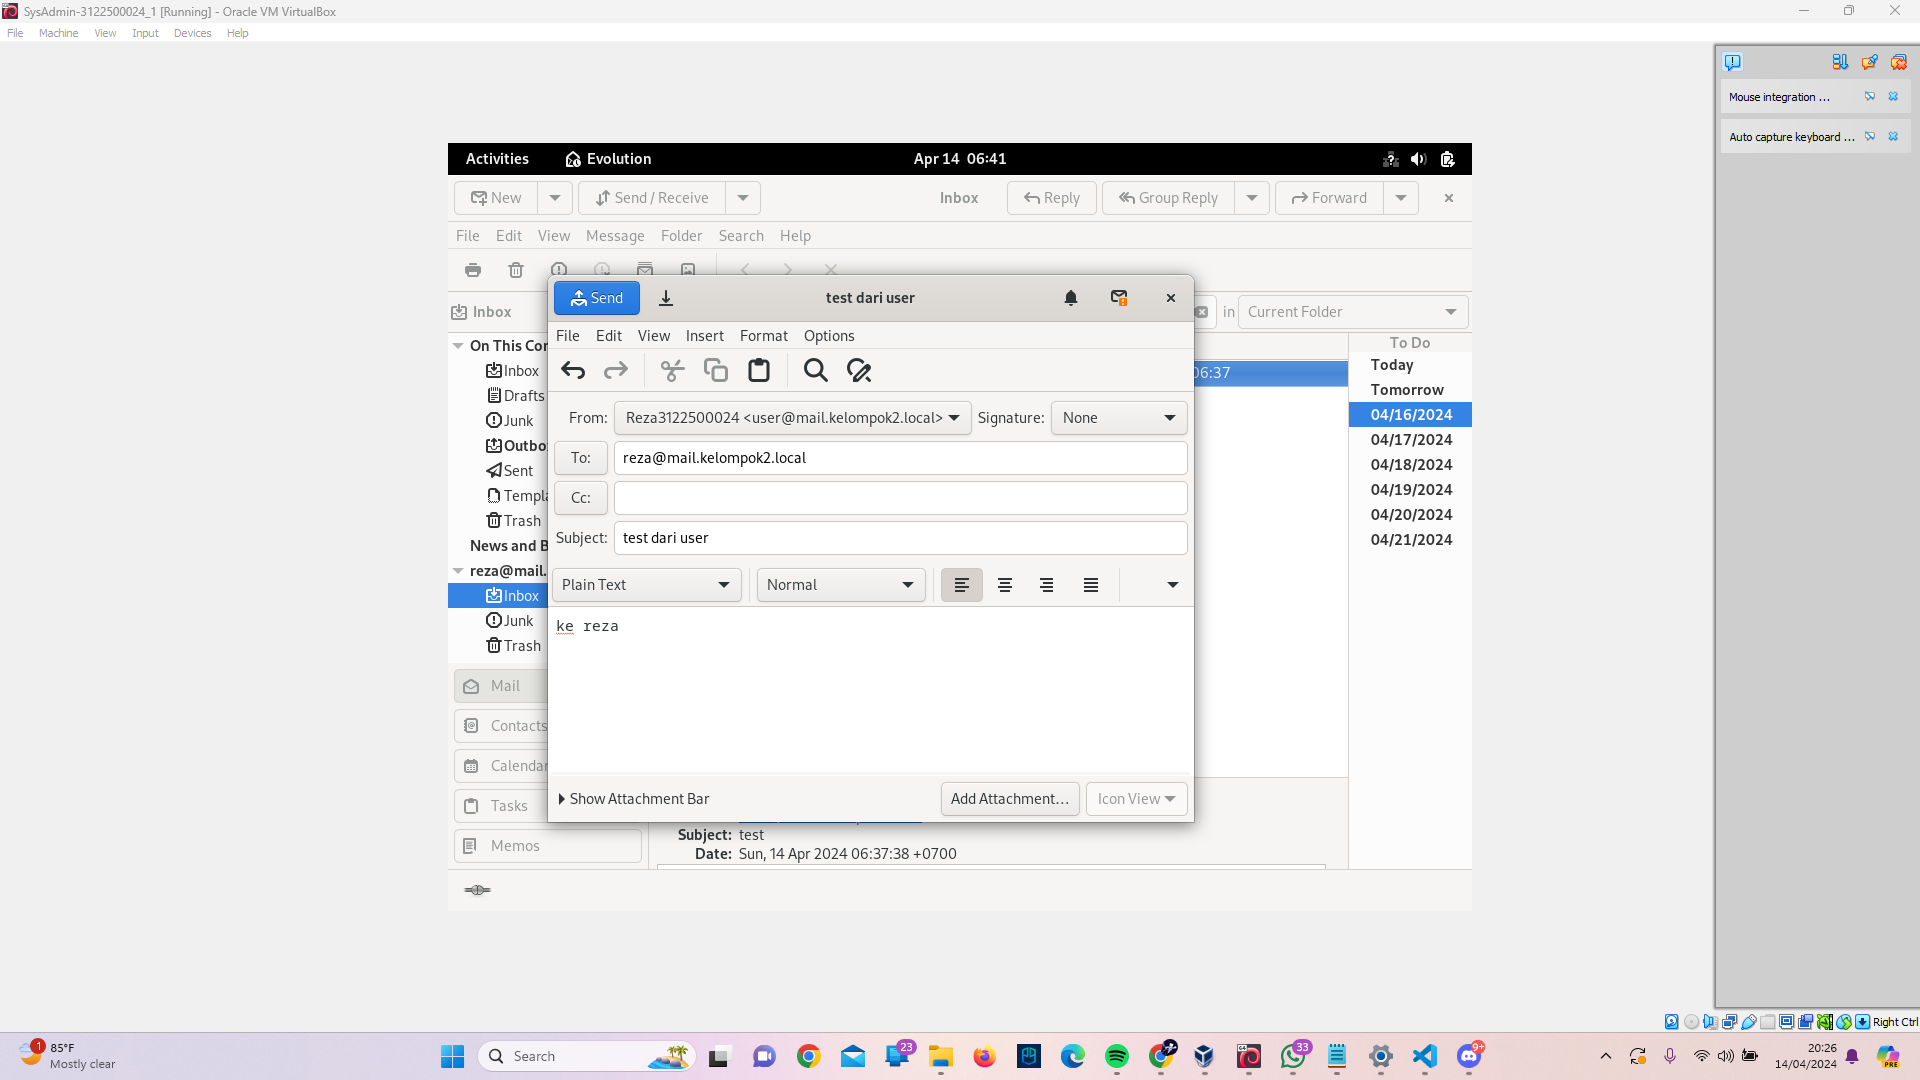 SysAdmin-3122500024_1 [Running] - Oracle VM VirtualBox
File Machine View Input Devices Help
Mouse integration ...
Auto capture keyboard ...
Activities Evolution Apr 14 06:41
New Send / Receive Inbox Reply Group Reply Forward
File Edit View Message Folder Search Help
Inbox in Current Folder
On This Co
Inbox
Drafts
Junk
Outbo
Sent
Templa
Trash
News and B
reza@mail.
Inbox
Junk
Trash
Mail
Contacts
Calendar
Tasks
Memos
Send test dari user
File Edit View Insert Format Options
From: Reza3122500024 <user@mail.kelompok2.local> Signature: None
To: reza@mail.kelompok2.local
Cc:
Subject: test dari user
Plain Text Normal
ke reza
Show Attachment Bar Add Attachment... Icon View
06:37
To Do
Today
Tomorrow
04/16/2024
04/17/2024
04/18/2024
04/19/2024
04/20/2024
04/21/2024
Subject: test
Date: Sun, 14 Apr 2024 06:37:38 +0700
Right Ctrl
1
85°F
Mostly clear
Search
23
33
9+
20:26
14/04/2024
PRE